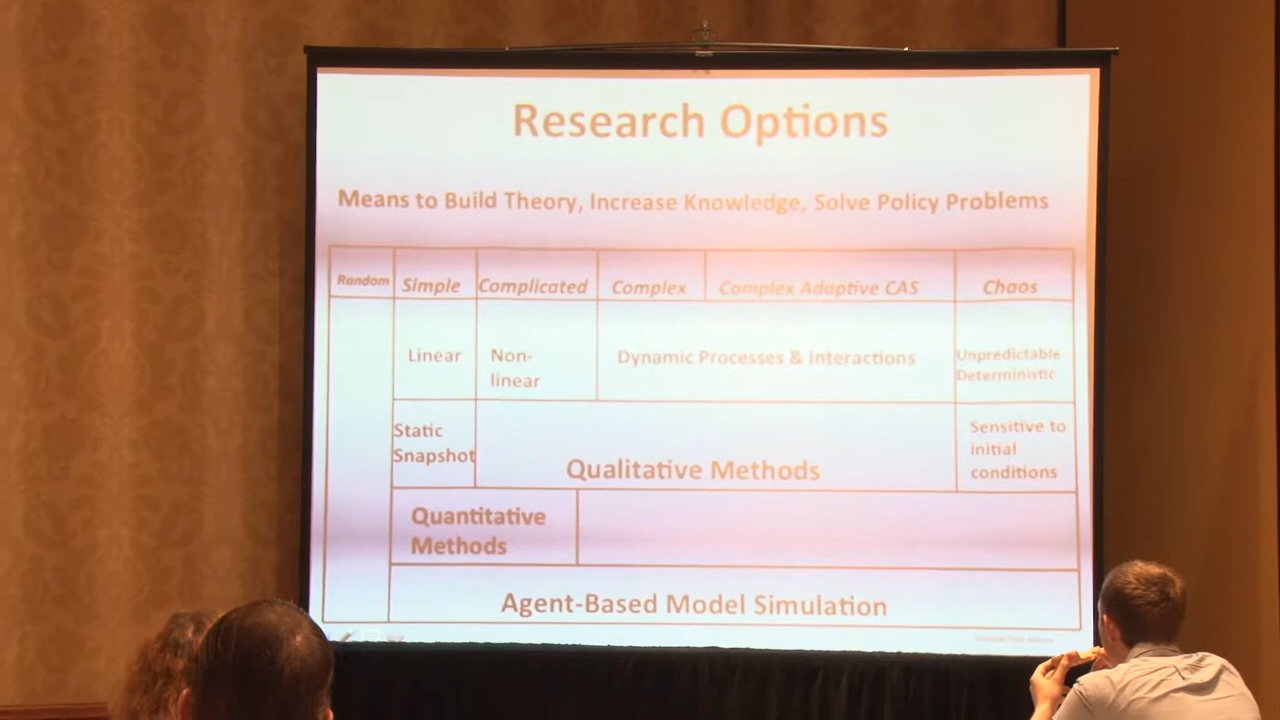 Research Options
Means to Build Theory, Increase Knowledge, Solve Policy Problems
Random Simple Complicated Complex Complex Adaptive CAS Chaos
Linear
Non-
linear
Dynamic Processes & Interactions
Unpredictable
Deterministic
Static
Snapshot
Qualitative Methods
Sensitive to
initial
conditions
Quantitative
Methods
Agent-Based Model Simulation